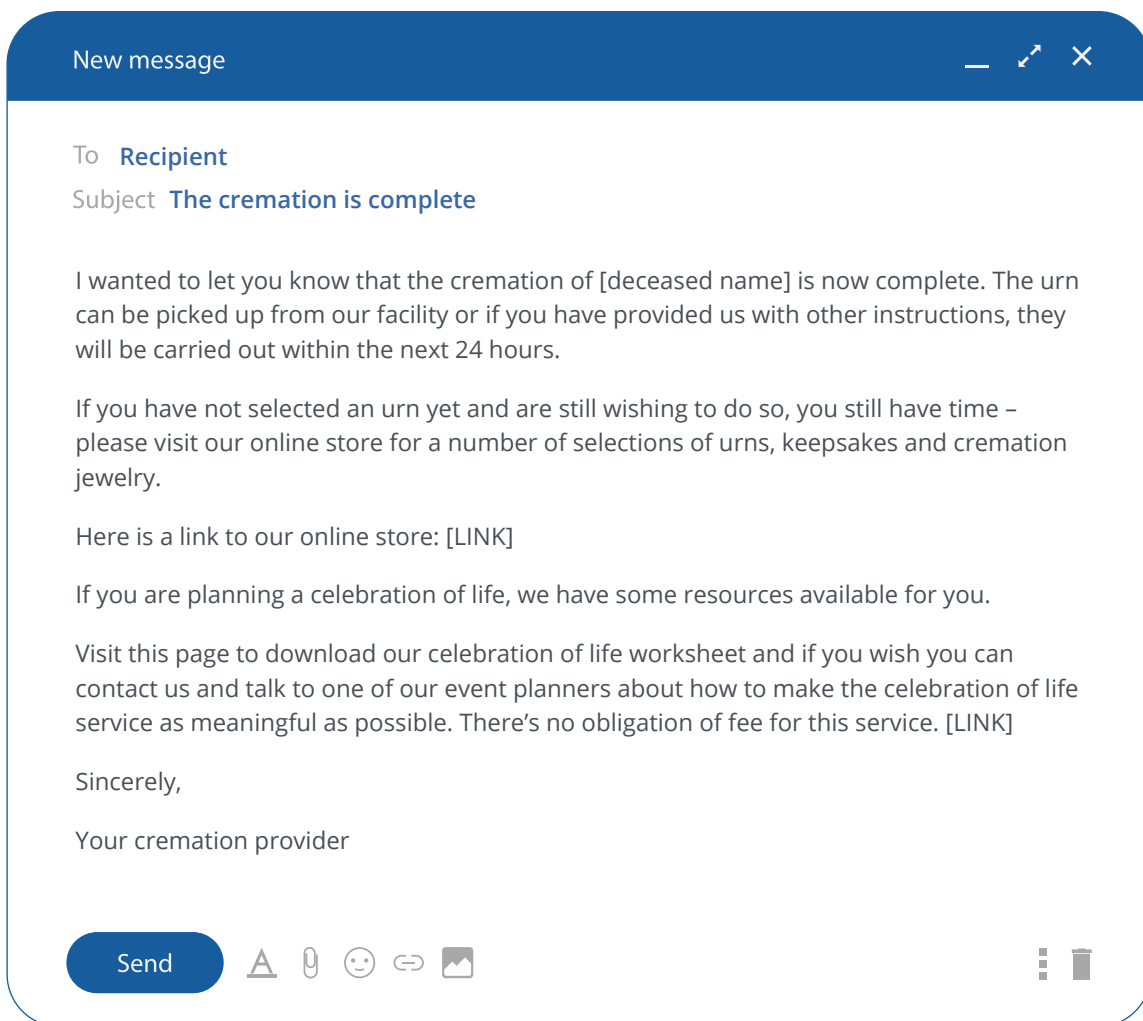 New message
To Recipient
Subject The cremation is complete
I wanted to let you know that the cremation of [deceased name] is now complete. The urn
can be picked up from our facility or if you have provided us with other instructions, they
will be carried out within the next 24 hours.
If you have not selected an urn yet and are still wishing to do so, you still have time –
please visit our online store for a number of selections of urns, keepsakes and cremation
jewelry.
Here is a link to our online store: [LINK]
If you are planning a celebration of life, we have some resources available for you.
Visit this page to download our celebration of life worksheet and if you wish you can
contact us and talk to one of our event planners about how to make the celebration of life
service as meaningful as possible. There’s no obligation of fee for this service. [LINK]
Sincerely,
Your cremation provider
Send